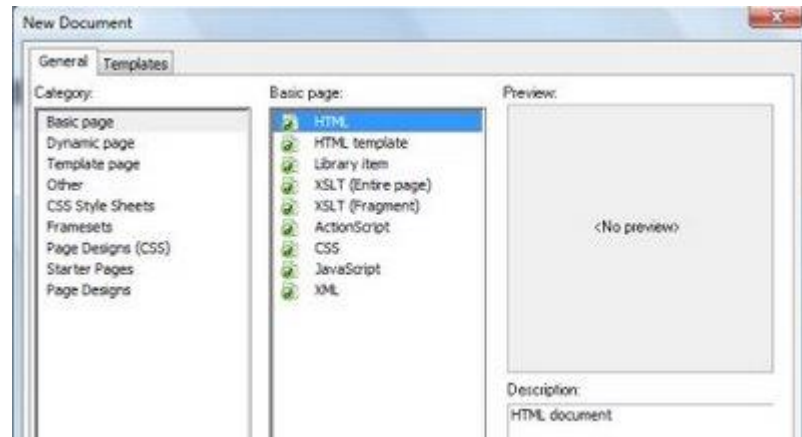 New Document
General Templates
Category:
Basic page
Dynamic page
Template page
Other
CSS Style Sheets
Framesets
Page Designs (CSS)
Starter Pages
Page Designs
Basic page:
HTML
HTML template
Library item
XSLT (Entire page)
XSLT (Fragment)
ActionScript
CSS
JavaScript
XML
Preview:
<No preview>
Description:
HTML document